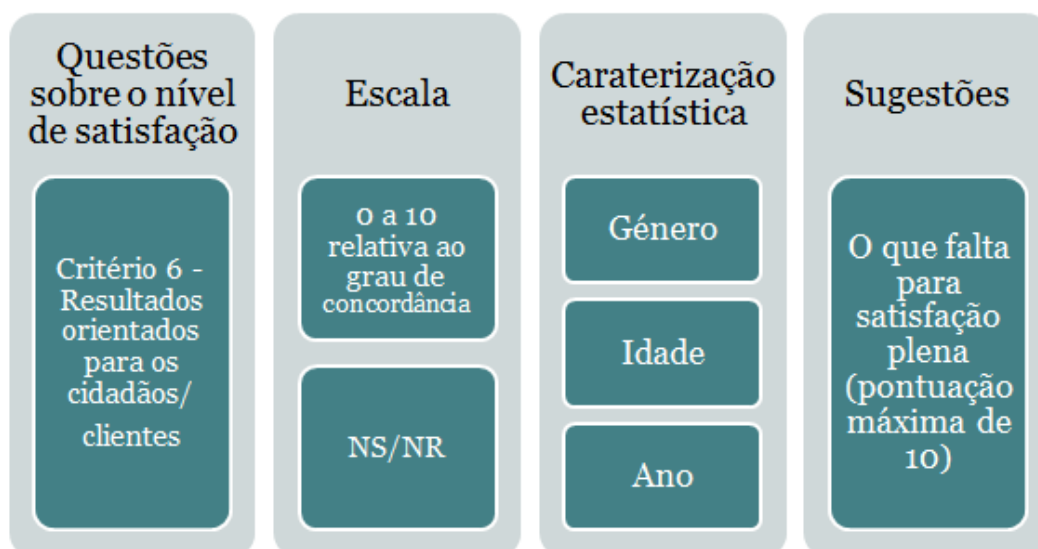 Questões
sobre o nível
de satisfação
Critério 6 -
Resultados
orientados
para os
cidadãos/
clientes
Escala
0 a 10
relativa ao
grau de
concordância
NS/NR
Caraterização
estatística
Género
Idade
Ano
Sugestões
O que falta
para
satisfação
plena
(pontuação
máxima de
10)